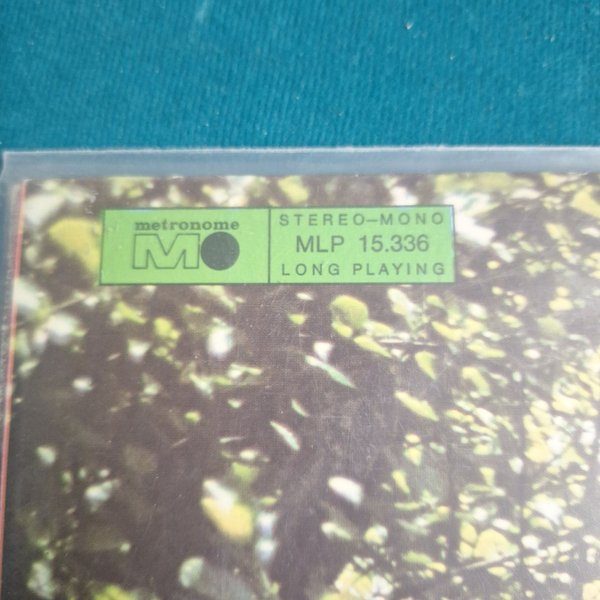 metronome
M
STEREO–MONO
MLP 15.336
LONG PLAYING